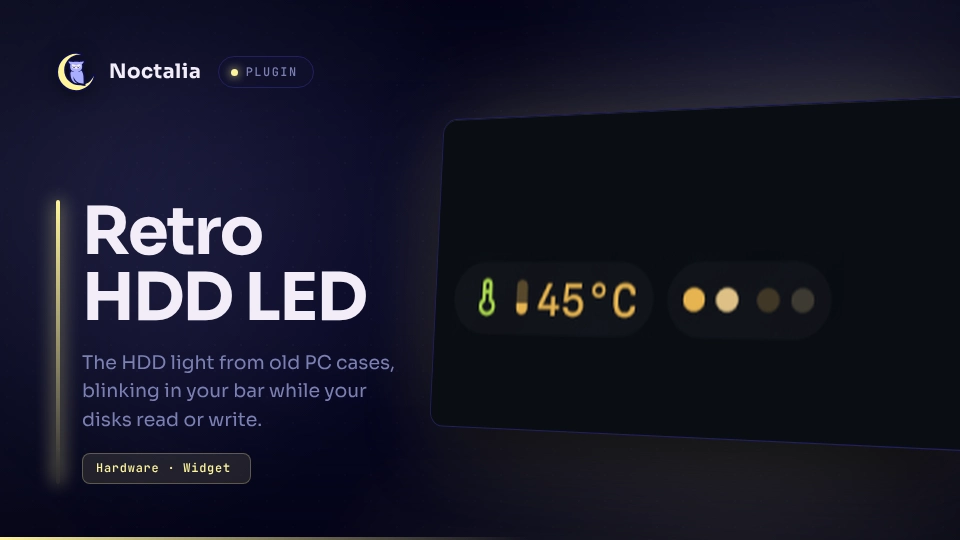 Noctalia
PLUGIN
Retro
HDD LED
The HDD light from old PC cases,
blinking in your bar while your
disks read or write.
Hardware · Widget
45°C